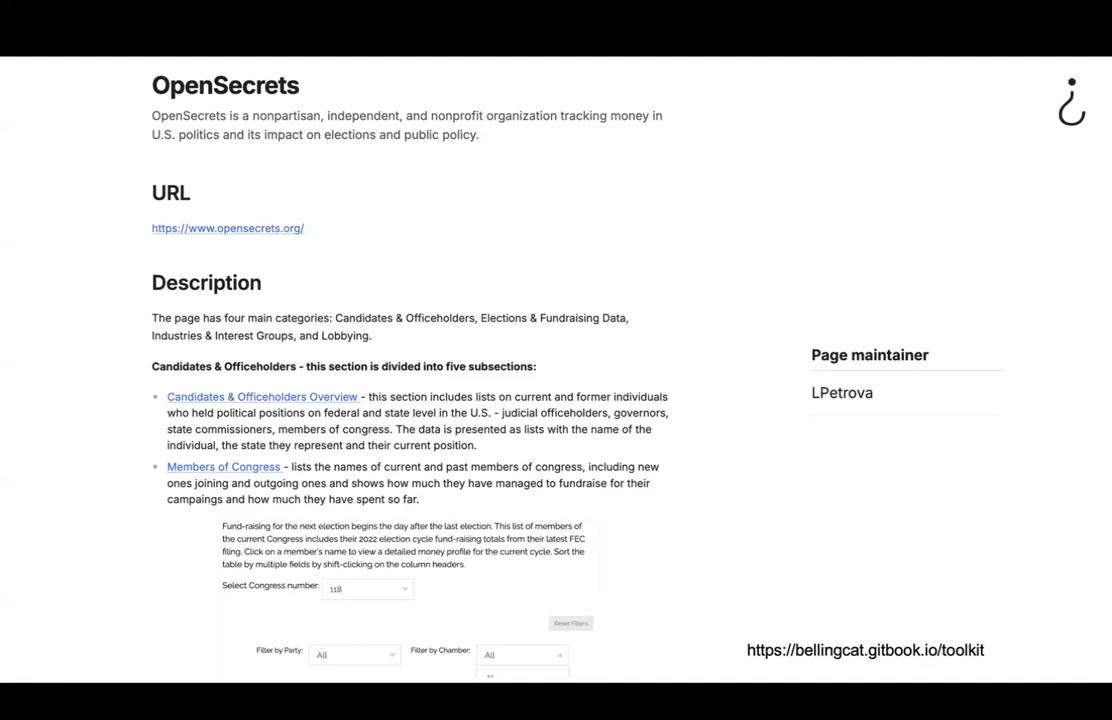 OpenSecrets
OpenSecrets is a nonpartisan, independent, and nonprofit organization tracking money in
U.S. politics and its impact on elections and public policy.
URL
https://www.opensecrets.org/
Description
The page has four main categories: Candidates & Officeholders, Elections & Fundraising Data,
Industries & Interest Groups, and Lobbying.
Candidates & Officeholders - this section is divided into five subsections:
Candidates & Officeholders Overview - this section includes lists on current and former individuals
who held political positions on federal and state level in the U.S. - judicial officeholders, governors,
state commissioners, members of congress. The data is presented as lists with the name of the
individual, the state they represent and their current position.
Members of Congress - lists the names of current and past members of congress, including new
ones joining and outgoing ones and shows how much they have managed to fundraise for their
campaings and how much they have spent so far.
Fund-raising for the next election begins the day after the last election. This list of members of
the current Congress includes their 2022 election cycle fund-raising totals from their latest FEC
filing. Click on a member's name to view a detailed money profile for the current cycle. Sort the
table by multiple fields by shift-clicking on the column headers.
Select Congress number: 118
Reset Filters
Filter by Party: All Filter by Chamber: All
Page maintainer
LPetrova
https://bellingcat.gitbook.io/toolkit